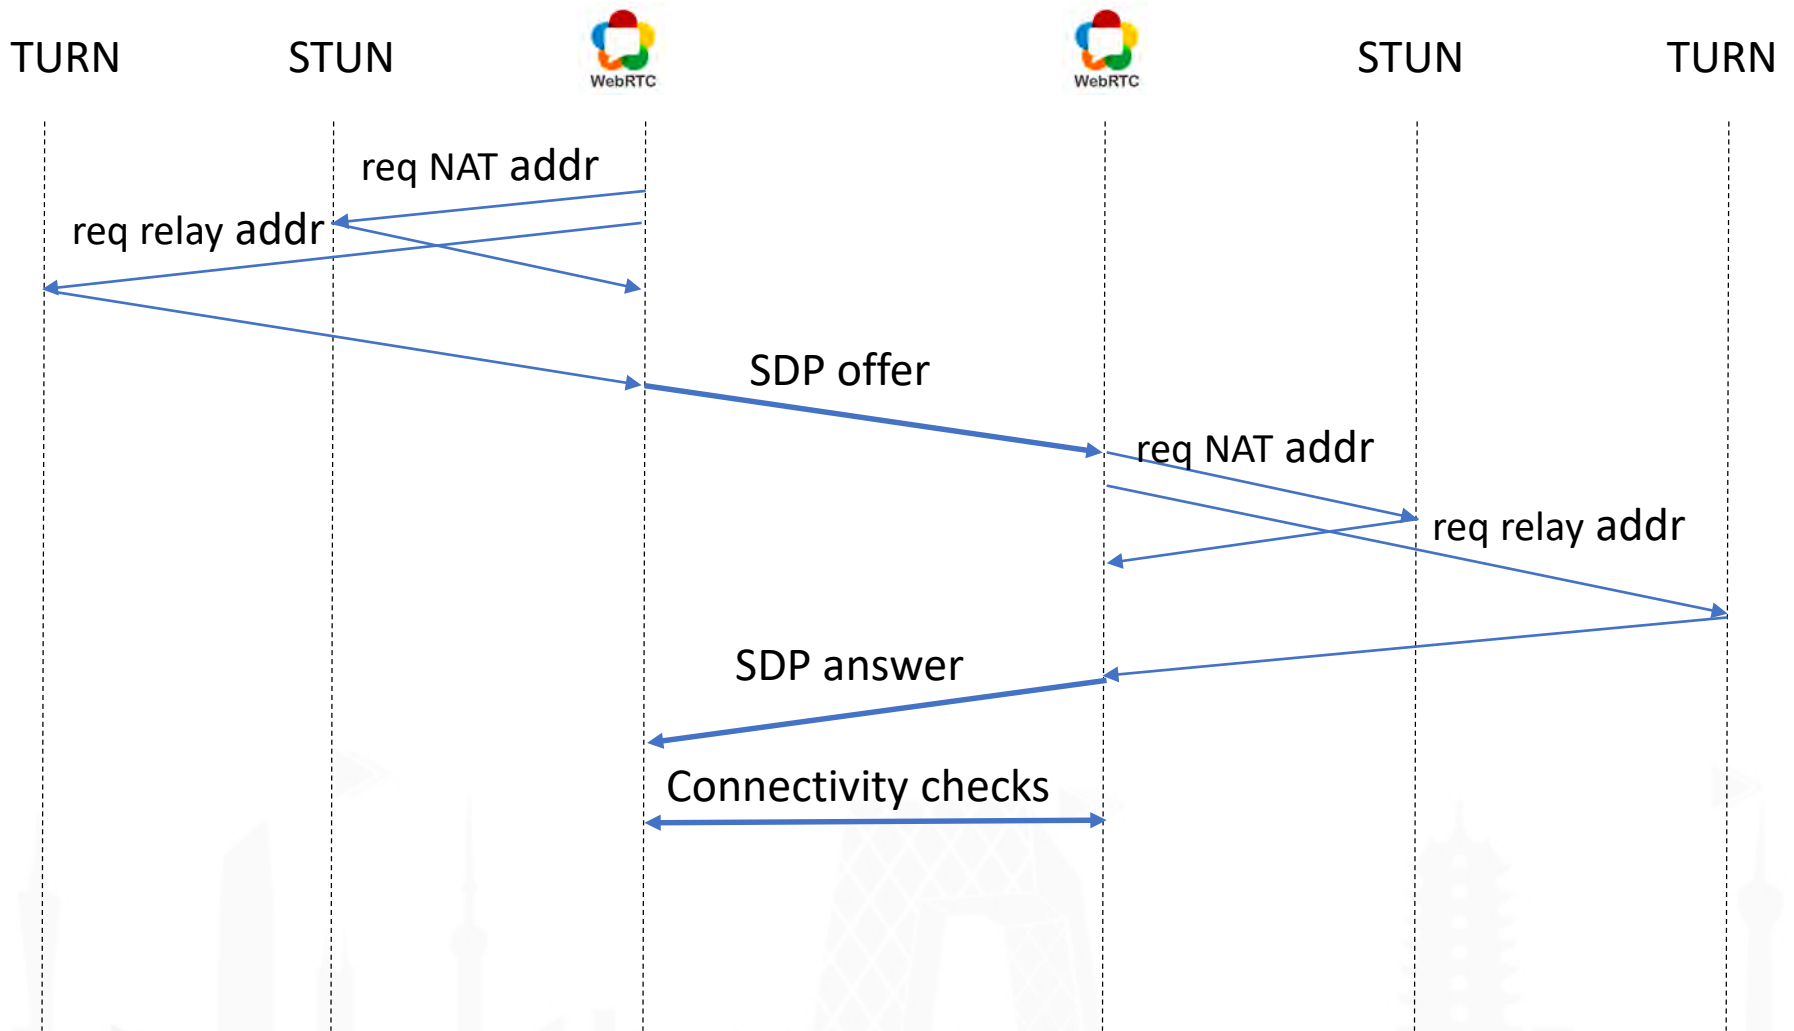 TURN
STUN
WebRTC
WebRTC
STUN
TURN
req NAT addr
req relay addr
SDP offer
req NAT addr
req relay addr
SDP answer
Connectivity checks